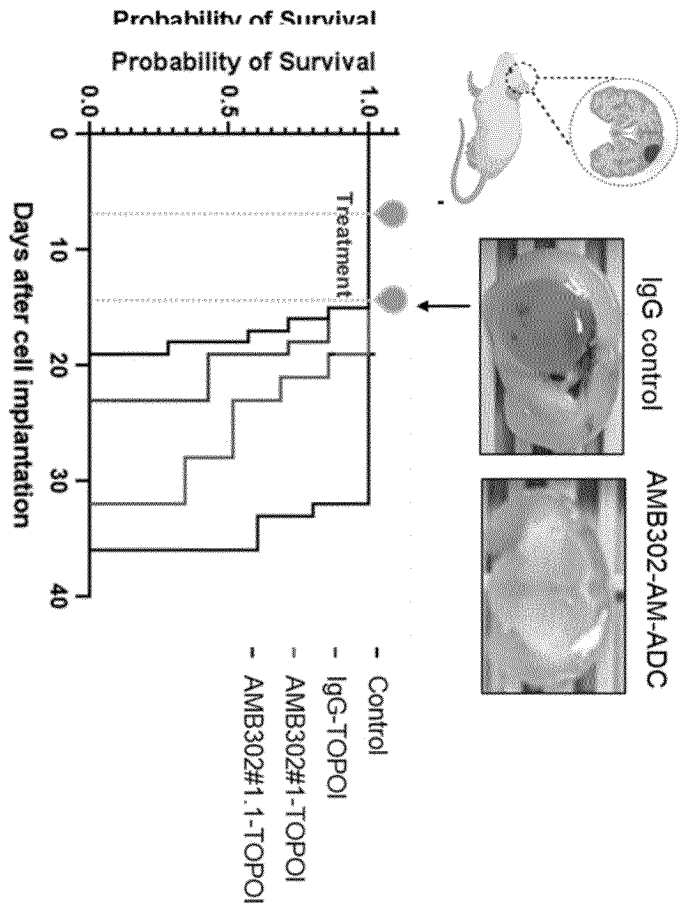 IgG control
AMB302-AM-ADC
Probability of Survival
Probability of Survival
1.0
0.5
0.0
Treatment
0
10
20
30
40
Days after cell implantation
Control
IgG-TOPOI
AMB302#1-TOPOI
AMB302#1.1-TOPOI